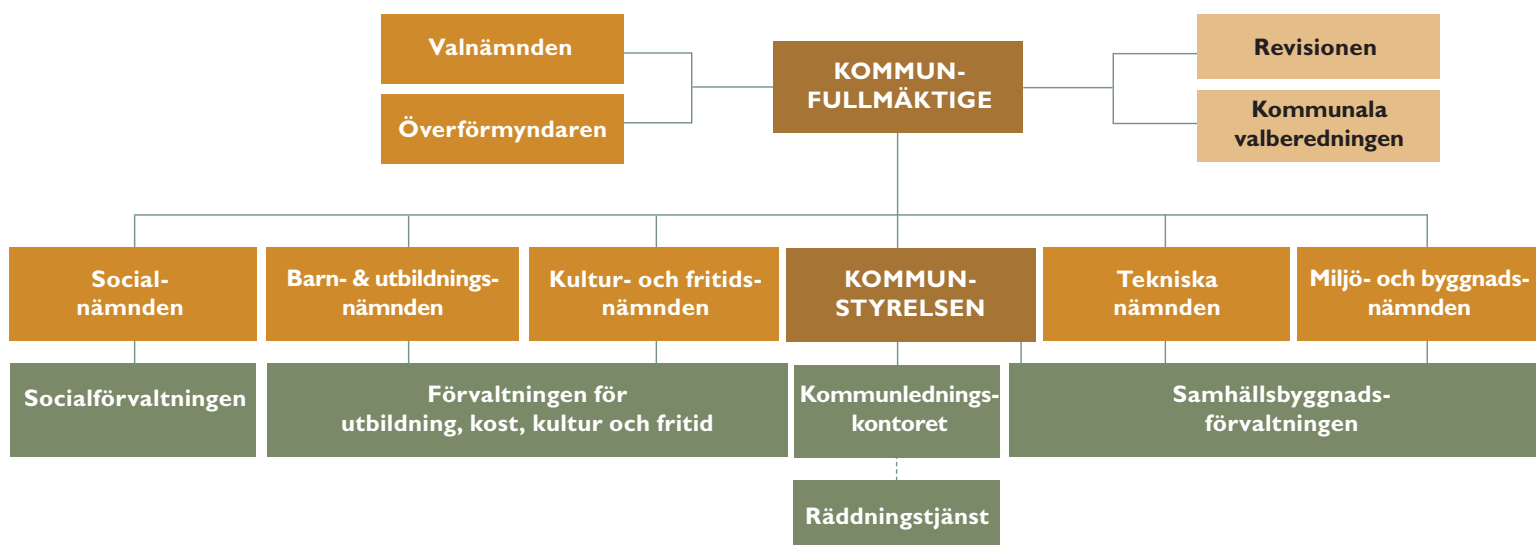 Valnämnden
Överförmyndaren
KOMMUN-
FULLMÄKTIGE
Revisionen
Kommunala
valberedningen
Social-
nämnden
Barn- & utbildnings-
nämnden
Kultur- och fritids-
nämnden
KOMMUN-
STYRELSEN
Tekniska
nämnden
Miljö- och byggnads-
nämnden
Socialförvaltningen
Förvaltningen för
utbildning, kost, kultur och fritid
Kommunlednings-
kontoret
Samhällsbyggnads-
förvaltningen
Räddningstjänst